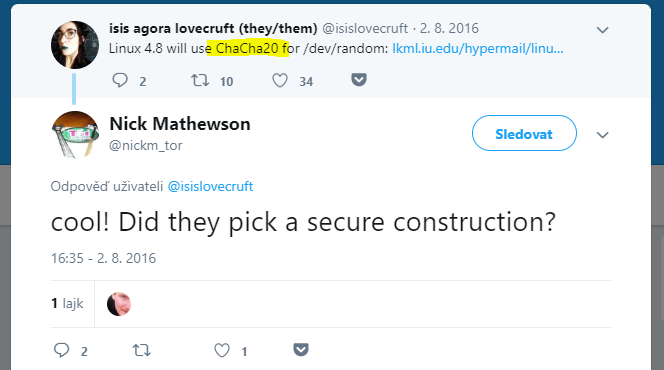 isis agora lovecruft (they/them) @isislovecruft · 2. 8. 2016
Linux 4.8 will use ChaCha20 for /dev/random: lkml.iu.edu/hypermail/linu...
2 10 34
Nick Mathewson
@nickm_tor
Sledovat
Odpověď uživateli @isislovecruft
cool! Did they pick a secure construction?
16:35 - 2. 8. 2016
1 lajk
2 1